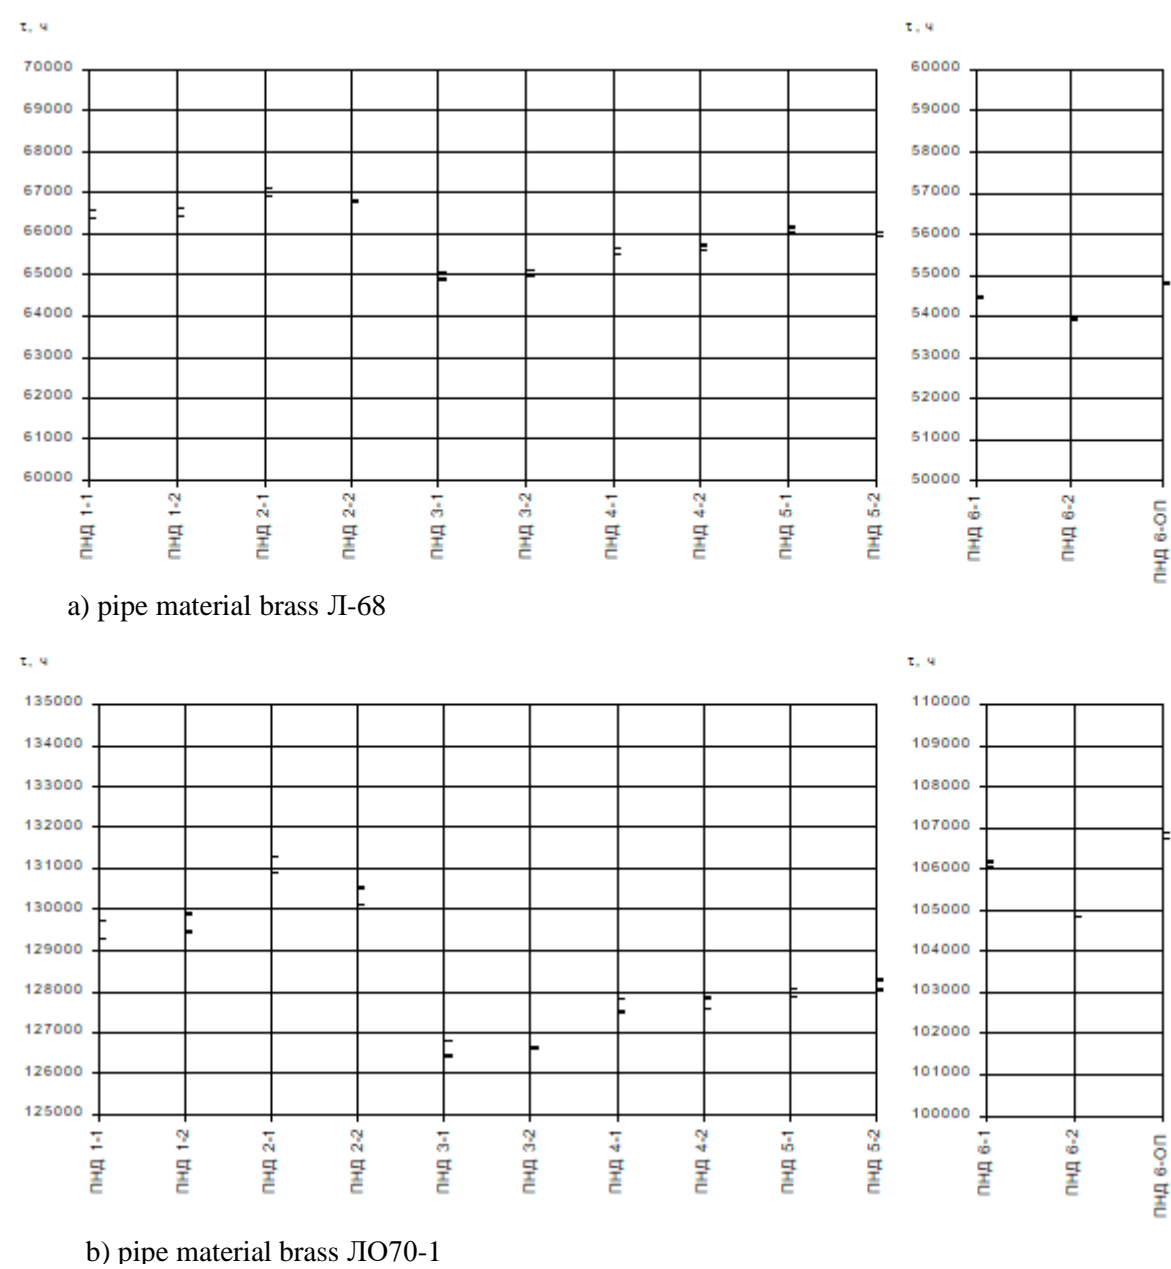 τ, ч
70000
69000
68000
67000
66000
65000
64000
63000
62000
61000
60000
ПНД 1-1
ПНД 1-2
ПНД 2-1
ПНД 2-2
ПНД 3-1
ПНД 3-2
ПНД 4-1
ПНД 4-2
ПНД 5-1
ПНД 5-2
τ, ч
60000
59000
58000
57000
56000
55000
54000
53000
52000
51000
50000
ПНД 6-1
ПНД 6-2
ПНД 6-ОП
a) pipe material brass Л-68
τ, ч
135000
134000
133000
132000
131000
130000
129000
128000
127000
126000
125000
ПНД 1-1
ПНД 1-2
ПНД 2-1
ПНД 2-2
ПНД 3-1
ПНД 3-2
ПНД 4-1
ПНД 4-2
ПНД 5-1
ПНД 5-2
τ, ч
110000
109000
108000
107000
106000
105000
104000
103000
102000
101000
100000
ПНД 6-1
ПНД 6-2
ПНД 6-ОП
b) pipe material brass ЛО70-1